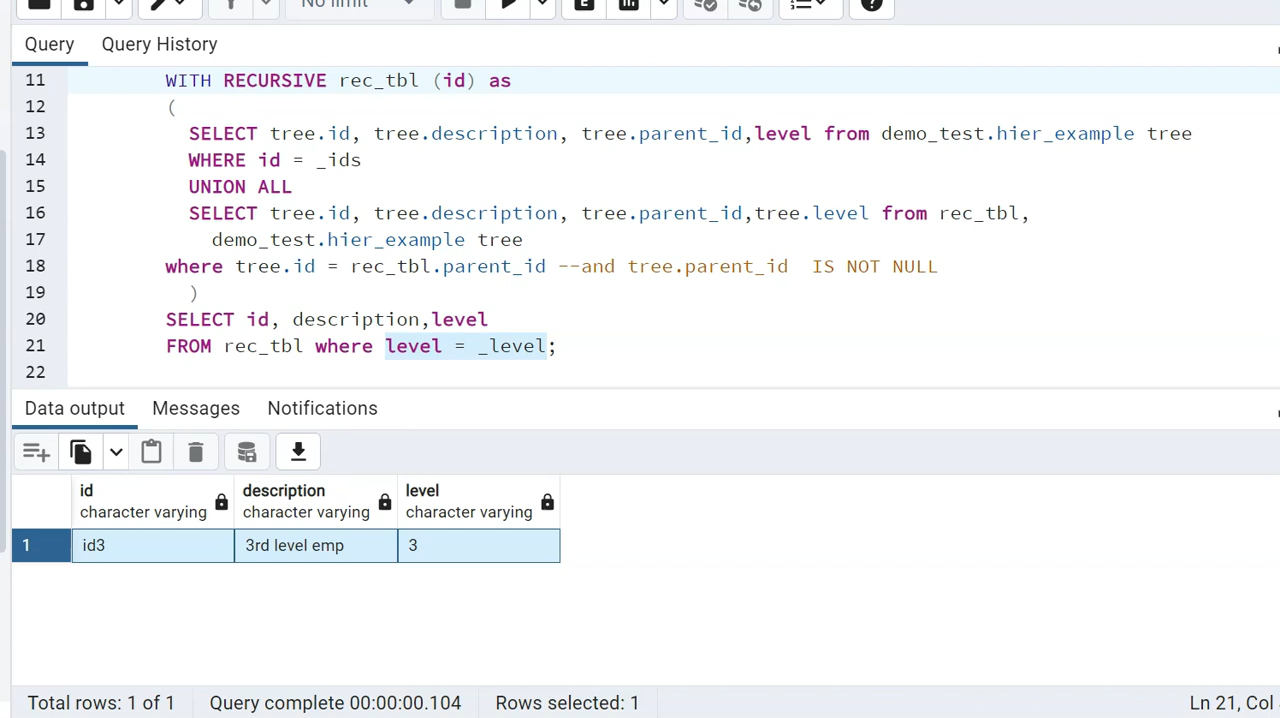 No limit
Query Query History
11 WITH RECURSIVE rec_tbl (id) as
12 (
13 SELECT tree.id, tree.description, tree.parent_id,level from demo_test.hier_example tree
14 WHERE id = _ids
15 UNION ALL
16 SELECT tree.id, tree.description, tree.parent_id,tree.level from rec_tbl,
17 demo_test.hier_example tree
18 where tree.id = rec_tbl.parent_id --and tree.parent_id  IS NOT NULL
19 )
20 SELECT id, description,level
21 FROM rec_tbl where level = _level;
22
Data output Messages Notifications
id description level
character varying character varying character varying
1 id3 3rd level emp 3
Total rows: 1 of 1 Query complete 00:00:00.104 Rows selected: 1 Ln 21, Col